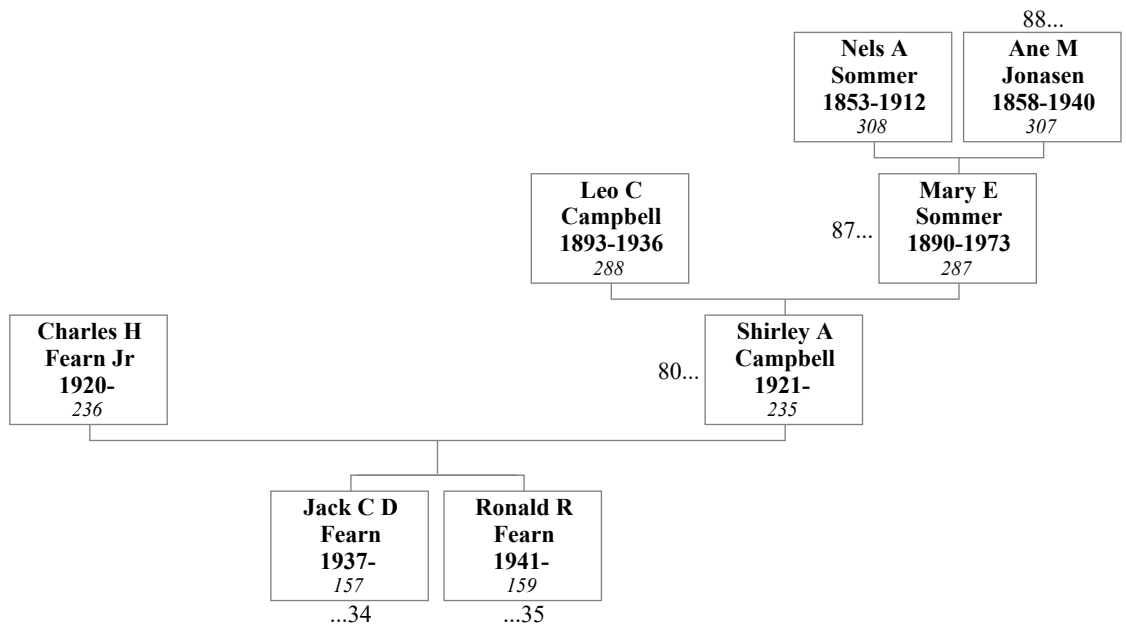 88...
Nels A
Sommer
1853-1912
308
Ane M
Jonasen
1858-1940
307
Leo C
Campbell
1893-1936
288
87...
Mary E
Sommer
1890-1973
287
Charles H
Fearn Jr
1920-
236
80...
Shirley A
Campbell
1921-
235
Jack C D
Fearn
1937-
157
...34
Ronald R
Fearn
1941-
159
...35